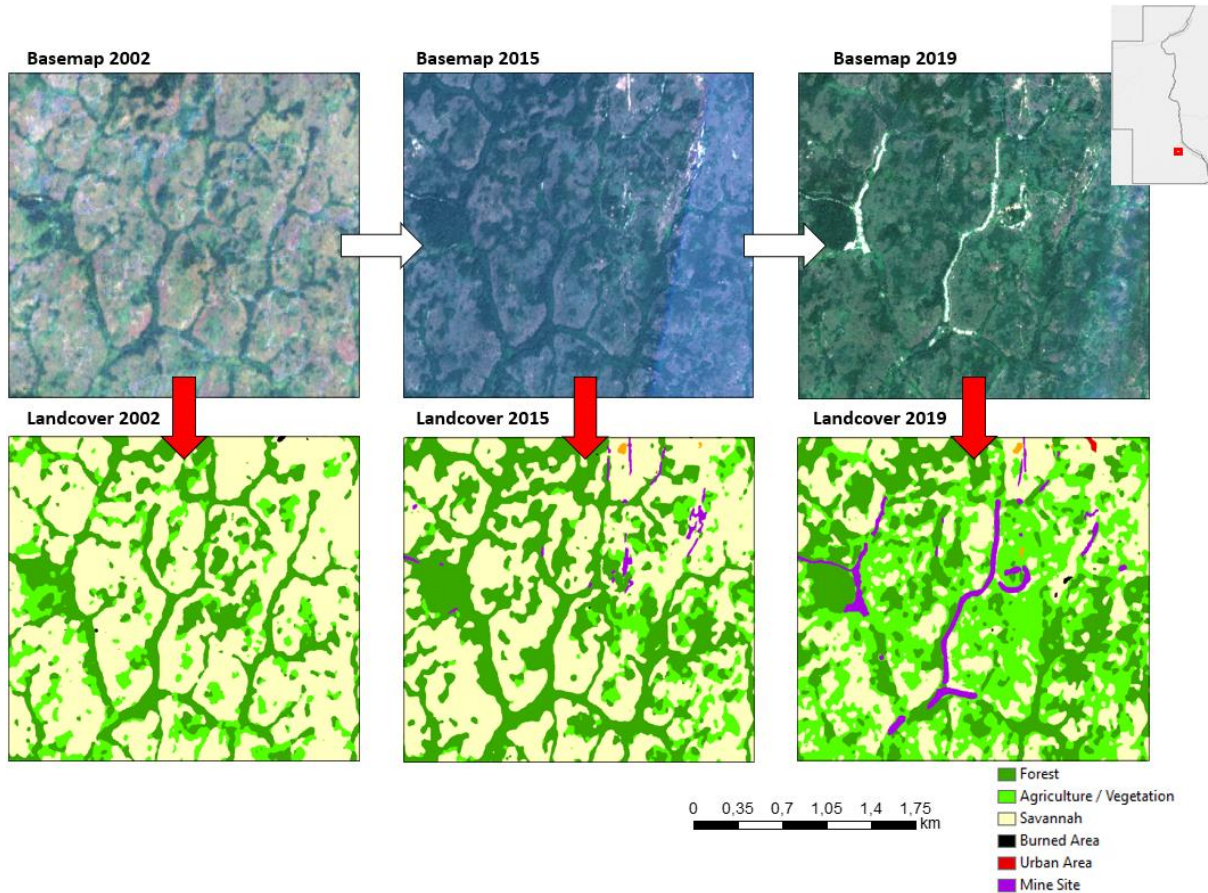 Basemap 2002
Basemap 2015
Basemap 2019
Landcover 2002
Landcover 2015
Landcover 2019
0 0,35 0,7 1,05 1,4 1,75
km
Forest
Agriculture / Vegetation
Savannah
Burned Area
Urban Area
Mine Site